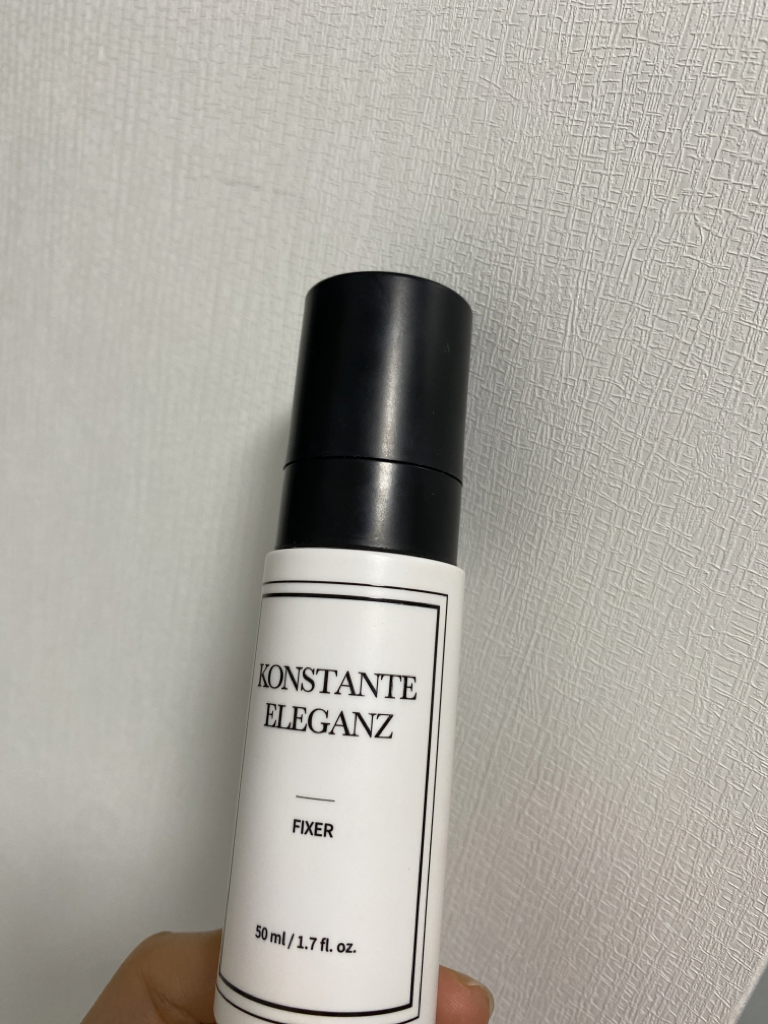 KONSTANTE
ELEGANZ
FIXER
50 ml / 1.7 fl. oz.